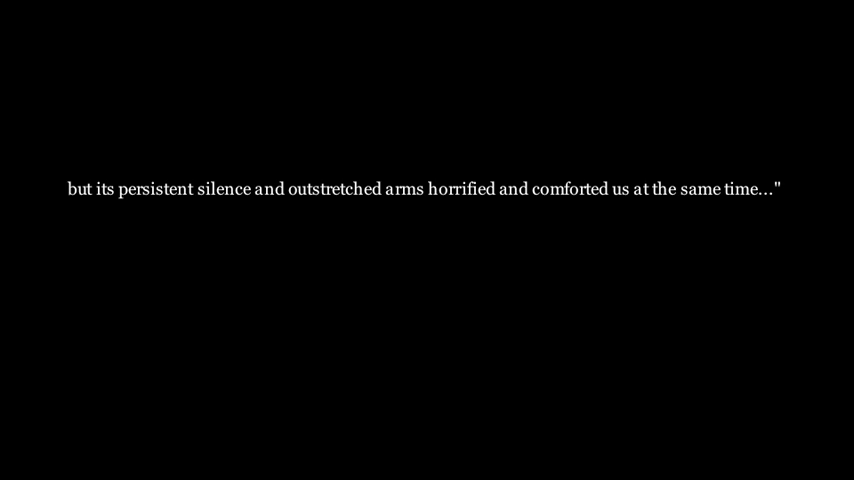 but its persistent silence and outstretched arms horrified and comforted us at the same time..."